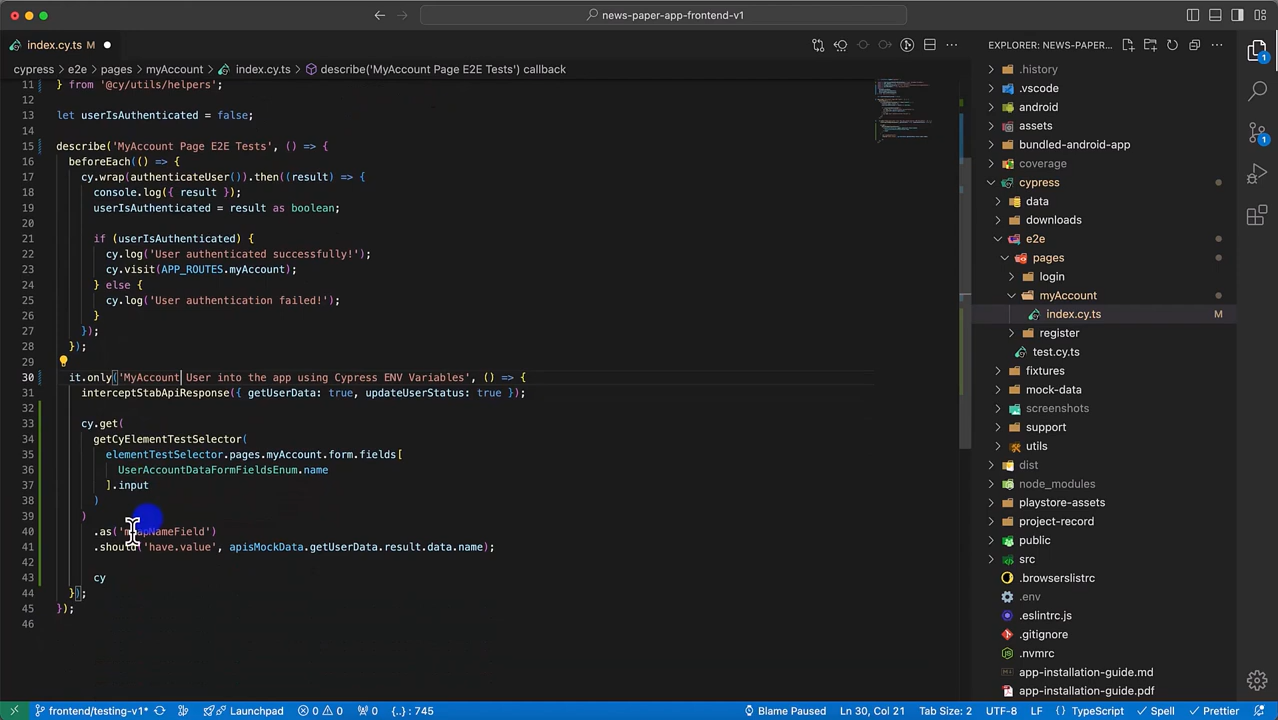 news-paper-app-frontend-v1
index.cy.ts M
EXPLORER: NEWS-PAPER...
cypress > e2e > pages > myAccount > index.cy.ts > describe('MyAccount Page E2E Tests') callback
11 } from '@cy/utils/helpers';
12
13 let userIsAuthenticated = false;
14
15 describe('MyAccount Page E2E Tests', () => {
16 beforeEach(() => {
17 cy.wrap(authenticateUser()).then((result) => {
18 console.log({ result });
19 userIsAuthenticated = result as boolean;
20
21 if (userIsAuthenticated) {
22 cy.log('User authenticated successfully!');
23 cy.visit(APP_ROUTES.myAccount);
24 } else {
25 cy.log('User authentication failed!');
26 }
27 });
28 });
29
30 it.only('MyAccount User into the app using Cypress ENV Variables', () => {
31 interceptStabApiResponse({ getUserData: true, updateUserStatus: true });
32
33 cy.get(
34 getCyElementTestSelector(
35 elementTestSelector.pages.myAccount.form.fields[
36 UserAccountDataFormFieldsEnum.name
37 ].input
38 )
39 )
40 .as('mapNameField')
41 .should('have.value', apisMockData.getUserData.result.data.name);
42
43 cy
44 });
45 });
46
.history
.vscode
android
assets
bundled-android-app
coverage
cypress
data
downloads
e2e
pages
login
myAccount
index.cy.ts M
register
test.cy.ts
fixtures
mock-data
screenshots
support
utils
dist
node_modules
playstore-assets
project-record
public
src
.browserslistrc
.env
.eslintrc.js
.gitignore
.nvmrc
app-installation-guide.md
app-installation-guide.pdf
1
1
frontend/testing-v1* Launchpad 0 0 0 {..} : 745 Blame Paused Ln 30, Col 21 Tab Size: 2 UTF-8 LF {} TypeScript Spell Prettier